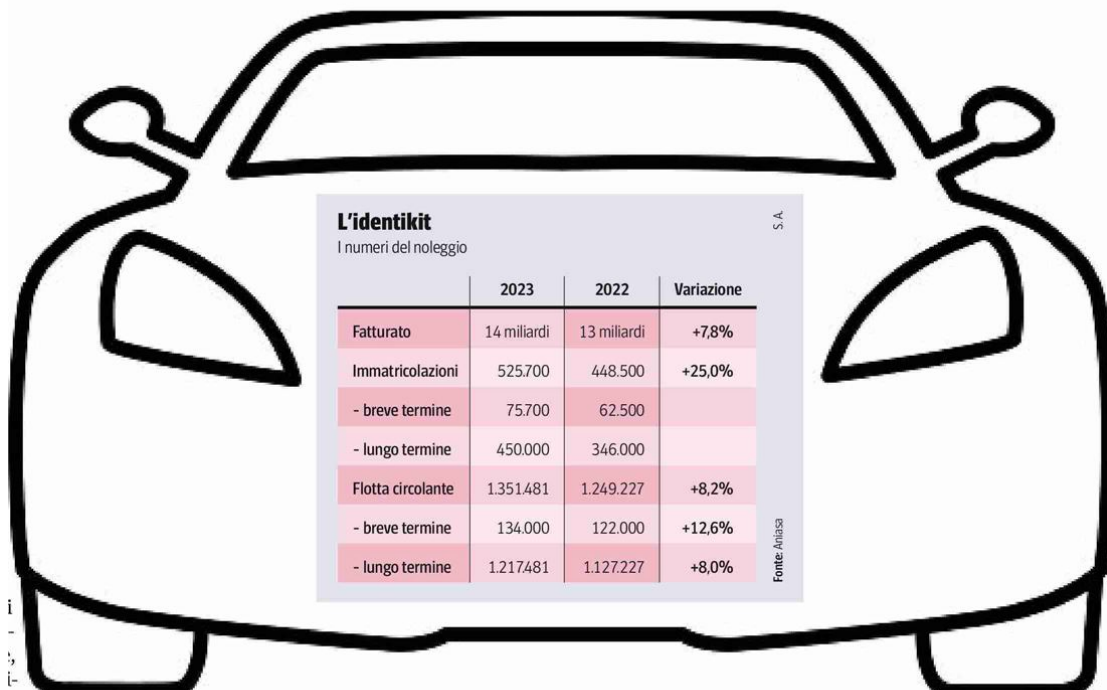 L'identikit
I numeri del noleggio
S. A.
2023 2022 Variazione
Fatturato 14 miliardi 13 miliardi +7,8%
Immatricolazioni 525.700 448.500 +25,0%
- breve termine 75.700 62.500
- lungo termine 450.000 346.000
Flotta circolante 1.351.481 1.249.227 +8,2%
- breve termine 134.000 122.000 +12,6%
- lungo termine 1.217.481 1.127.227 +8,0%
Fonte: Aniasa
i
-
,
i-